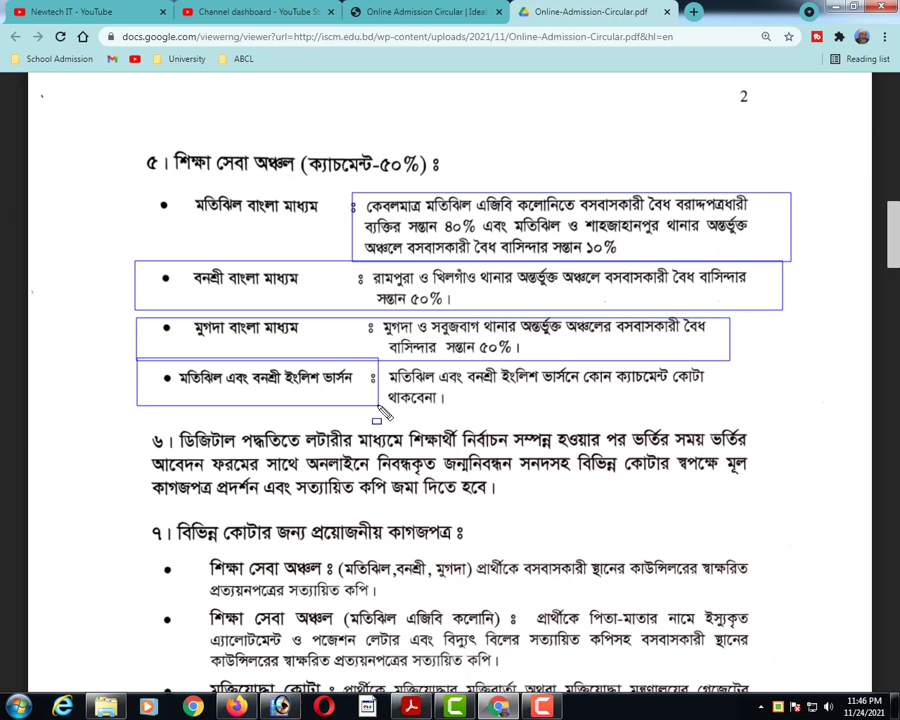 Newtech IT - YouTube
Channel dashboard - YouTube St
Online Admission Circular | Ideal
Online-Admission-Circular.pdf
docs.google.com/viewerng/viewer?url=http://iscm.edu.bd/wp-content/uploads/2021/11/Online-Admission-Circular.pdf&hl=en
School Admission
University
ABCL
Reading list
2
৫। শিক্ষা সেবা অঞ্চল (ক্যাচমেন্ট-৫০%) ঃ
• মতিঝিল বাংলা মাধ্যম ঃ কেবলমাত্র মতিঝিল এজিবি কলোনিতে বসবাসকারী বৈধ বরাদ্দপত্রধারী
ব্যক্তির সন্তান ৪০% এবং মতিঝিল ও শাহজাহানপুর থানার অন্তর্ভুক্ত
অঞ্চলে বসবাসকারী বৈধ বাসিন্দার সন্তান ১০%
• বনশ্রী বাংলা মাধ্যম ঃ রামপুরা ও খিলগাঁও থানার অন্তর্ভুক্ত অঞ্চলে বসবাসকারী বৈধ বাসিন্দার
সন্তান ৫০%।
• মুগদা বাংলা মাধ্যম ঃ মুগদা ও সবুজবাগ থানার অন্তর্ভুক্ত অঞ্চলের বসবাসকারী বৈধ
বাসিন্দার সন্তান ৫০%।
• মতিঝিল এবং বনশ্রী ইংলিশ ভার্সন ঃ মতিঝিল এবং বনশ্রী ইংলিশ ভার্সনে কোন ক্যাচমেন্ট কোটা
থাকবেনা।
৬। ডিজিটাল পদ্ধতিতে লটারীর মাধ্যমে শিক্ষার্থী নির্বাচন সম্পন্ন হওয়ার পর ভর্তির সময় ভর্তির
আবেদন ফরমের সাথে অনলাইনে নিবন্ধকৃত জন্মনিবন্ধন সনদসহ বিভিন্ন কোটার স্বপক্ষে মূল
কাগজপত্র প্রদর্শন এবং সত্যায়িত কপি জমা দিতে হবে।
৭। বিভিন্ন কোটার জন্য প্রয়োজনীয় কাগজপত্র ঃ
• শিক্ষা সেবা অঞ্চল ঃ (মতিঝিল,বনশ্রী, মুগদা) প্রার্থীকে বসবাসকারী স্থানের কাউন্সিলরের স্বাক্ষরিত
প্রত্যয়নপত্রের সত্যায়িত কপি।
• শিক্ষা সেবা অঞ্চল (মতিঝিল এজিবি কলোনি) ঃ প্রার্থীকে পিতা-মাতার নামে ইস্যুকৃত
এ্যালোটমেন্ট ও পজেশন লেটার এবং বিদ্যুৎ বিলের সত্যায়িত কপিসহ বসবাসকারী স্থানের
কাউন্সিলরের স্বাক্ষরিত প্রত্যয়নপত্রের সত্যায়িত কপি।
• মুক্তিযোদ্ধা কোটা ঃ প্রার্থীকে মুক্তিযোদ্ধার মুক্তিবার্তা অথবা মুক্তিযোদ্ধা মন্ত্রণালয়ের গেজেটের
11:46 PM
11/24/2021